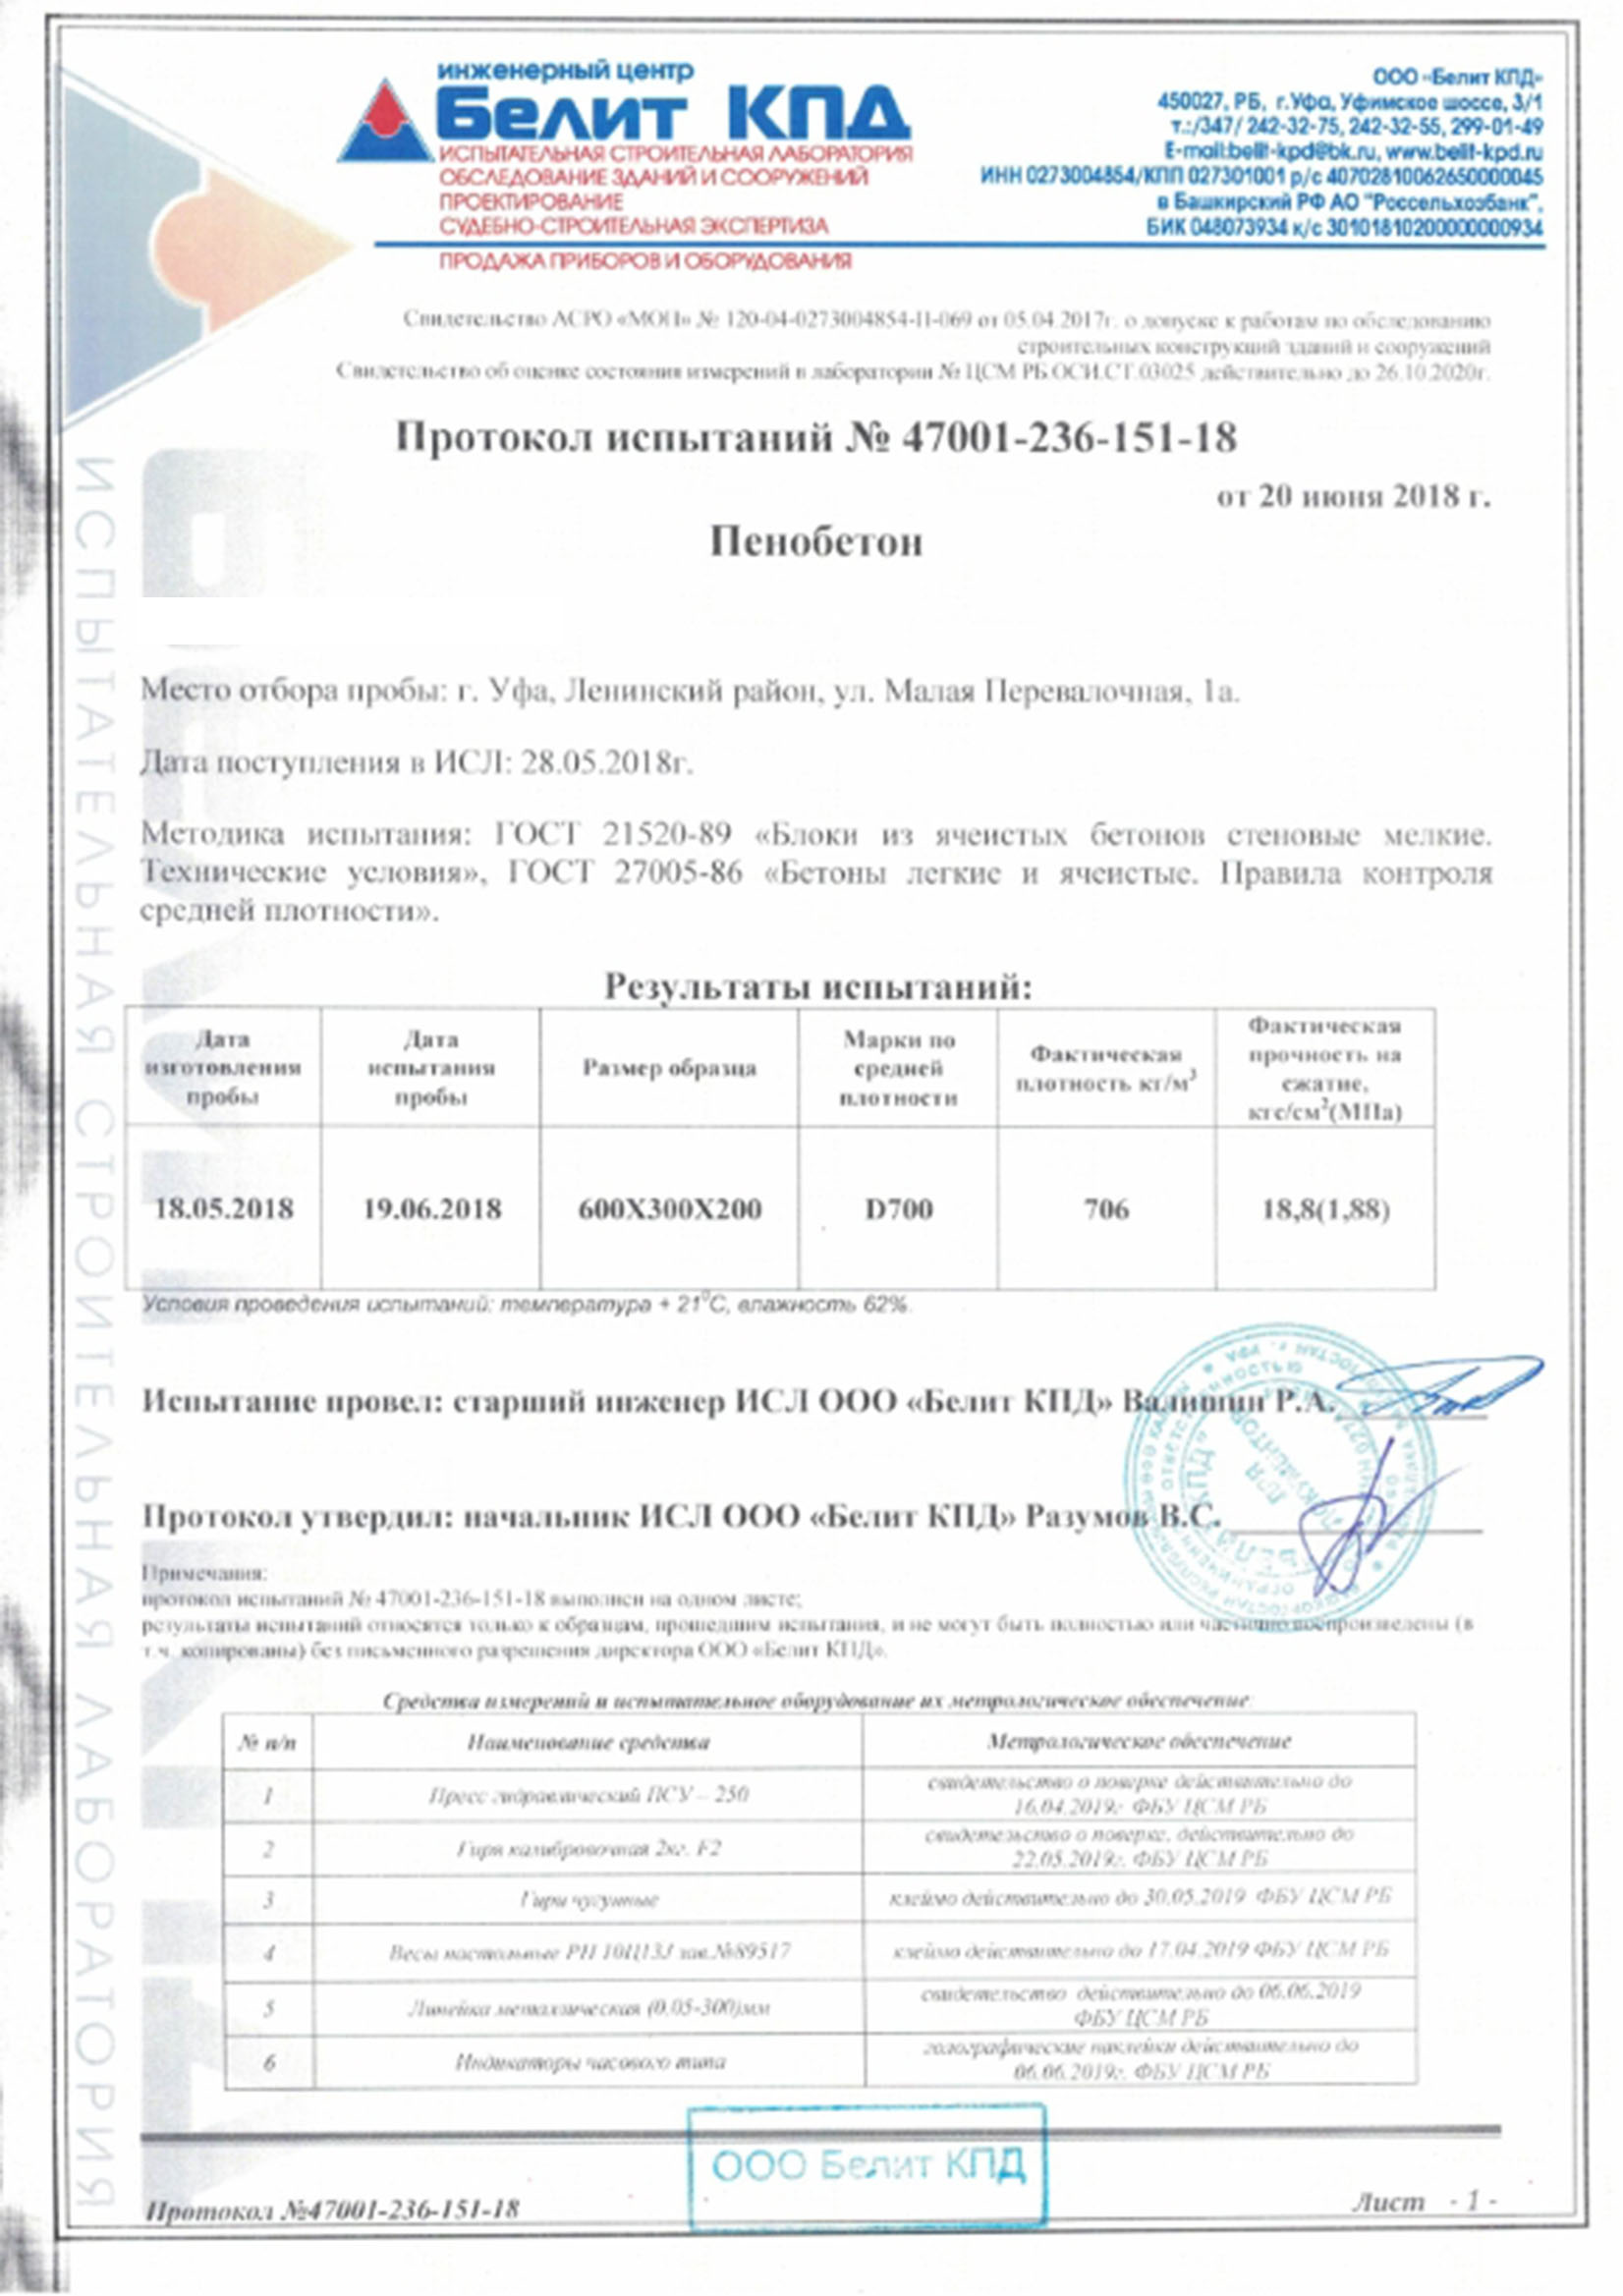 инженерный центр
Белит КПД
ИСПЫТАТЕЛЬНАЯ СТРОИТЕЛЬНАЯ ЛАБОРАТОРИЯ
ОБСЛЕДОВАНИЕ ЗДАНИЙ И СООРУЖЕНИЙ
ПРОЕКТИРОВАНИЕ
СУДЕБНО-СТРОИТЕЛЬНАЯ ЭКСПЕРТИЗА
ПРОДАЖА ПРИБОРОВ И ОБОРУДОВАНИЯ
ООО «Белит КПД»
450027, РБ, г.Уфа, Уфимское шоссе, 3/1
т.:/347/ 242-32-75, 242-32-55, 299-01-49
E-mail:belit-kpd@bk.ru, www.belit-kpd.ru
ИНН 0273004854/КПП 027301001 р/с 40702810062650000045
в Башкирский РФ АО "Россельхозбанк",
БИК 048073934 к/с 30101810200000000934
Свидетельство АСРО «МОП» № 120-04-0273004854-П-069 от 05.04.2017г. о допуске к работам по обследованию
строительных конструкций зданий и сооружений
Свидетельство об оценке состояния измерений в лаборатории № ЦСМ РБ.ОСИ.СТ.03025 действительно до 26.10.2020г.
Протокол испытаний № 47001-236-151-18
от 20 июня 2018 г.
Пенобетон
Место отбора пробы: г. Уфа, Ленинский район, ул. Малая Перевалочная, 1а.
Дата поступления в ИСЛ: 28.05.2018г.
Методика испытания: ГОСТ 21520-89 «Блоки из ячеистых бетонов стеновые мелкие.
Технические условия», ГОСТ 27005-86 «Бетоны легкие и ячеистые. Правила контроля
средней плотности».
Результаты испытаний:
Дата изготовления пробы
Дата испытания пробы
Размер образца
Марки по средней плотности
Фактическая плотность кг/м³
Фактическая прочность на сжатие, кгс/см²(МПа)
18.05.2018
19.06.2018
600X300X200
D700
706
18,8(1,88)
Условия проведения испытаний: температура + 21⁰С, влажность 62%.
Испытание провел: старший инженер ИСЛ ООО «Белит КПД» Валишин Р.А.
Протокол утвердил: начальник ИСЛ ООО «Белит КПД» Разумов В.С.
Примечания:
протокол испытаний № 47001-236-151-18 выполнен на одном листе;
результаты испытаний относятся только к образцам, прошедшим испытания, и не могут быть полностью или частично воспроизведены (в
т.ч. копированы) без письменного разрешения директора ООО «Белит КПД».
Средства измерений и испытательное оборудование их метрологическое обеспечение:
№ п/п
Наименование средства
Метрологическое обеспечение
1
Пресс гидравлический ПСУ – 250
свидетельство о поверке действительно до
16.04.2019г. ФБУ ЦСМ РБ
2
Гиря калибровочная 2кг. F2
свидетельство о поверке, действительно до
22.05.2019г. ФБУ ЦСМ РБ
3
Гири чугунные
клеймо действительно до 30.05.2019 ФБУ ЦСМ РБ
4
Весы настольные РН 10Ц13У зав.№89517
клеймо действительно до 17.04.2019 ФБУ ЦСМ РБ
5
Линейка металлическая (0.05-300)мм
свидетельство действительно до 06.06.2019
ФБУ ЦСМ РБ
6
Индикаторы часового типа
голографические наклейки действительно до
06.06.2019г. ФБУ ЦСМ РБ
ООО Белит КПД
Протокол №47001-236-151-18
Лист - 1 -
ИСПЫТАТЕЛЬНАЯ СТРОИТЕЛЬНАЯ ЛАБОРАТОРИЯ